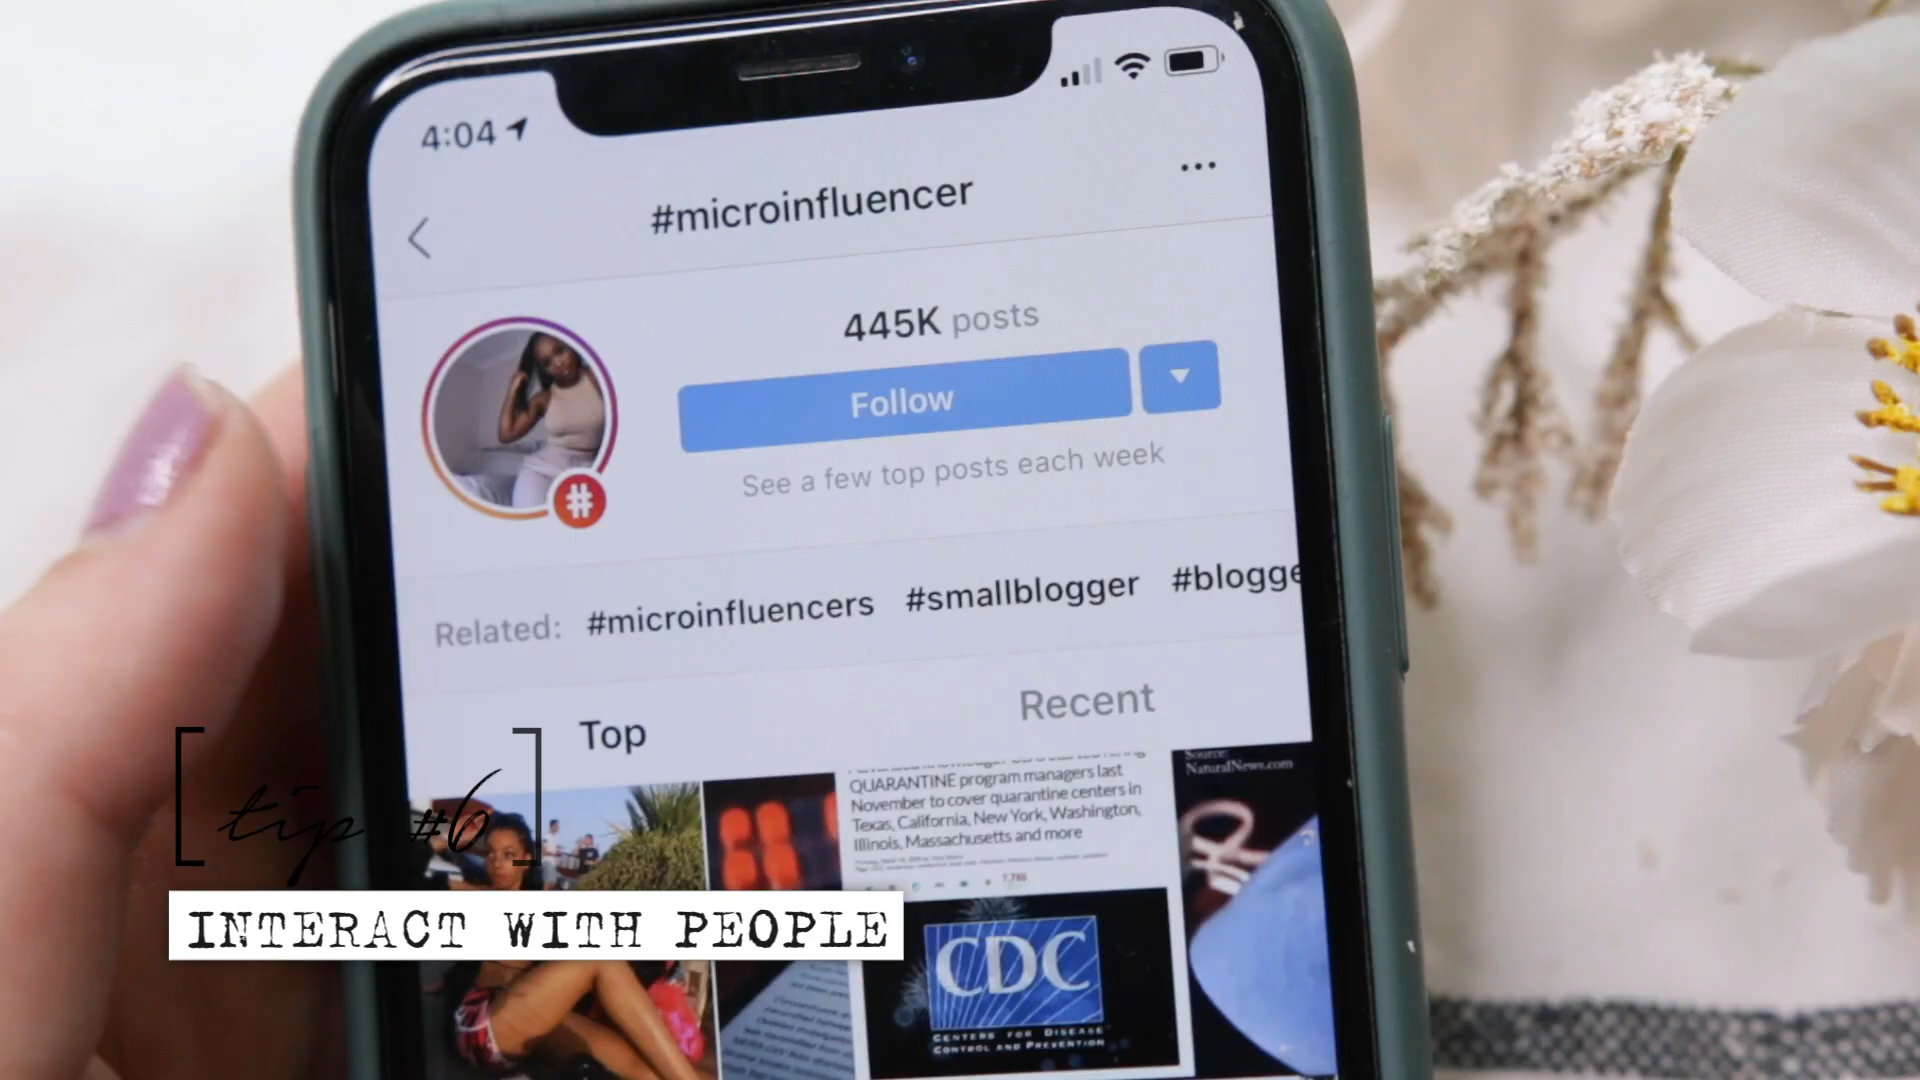 4:04
#microinfluencer
445K posts
Follow
See a few top posts each week
Related: #microinfluencers #smallblogger #blogge
Top Recent
QUARANTINE program managers last
November to cover quarantine centers in
Texas, California, New York, Washington,
Illinois, Massachusetts and more
7,780
Source:
NaturalNews.com
CDC
CENTERS FOR DISEASE
CONTROL AND PREVENTION
tip #6
INTERACT WITH PEOPLE